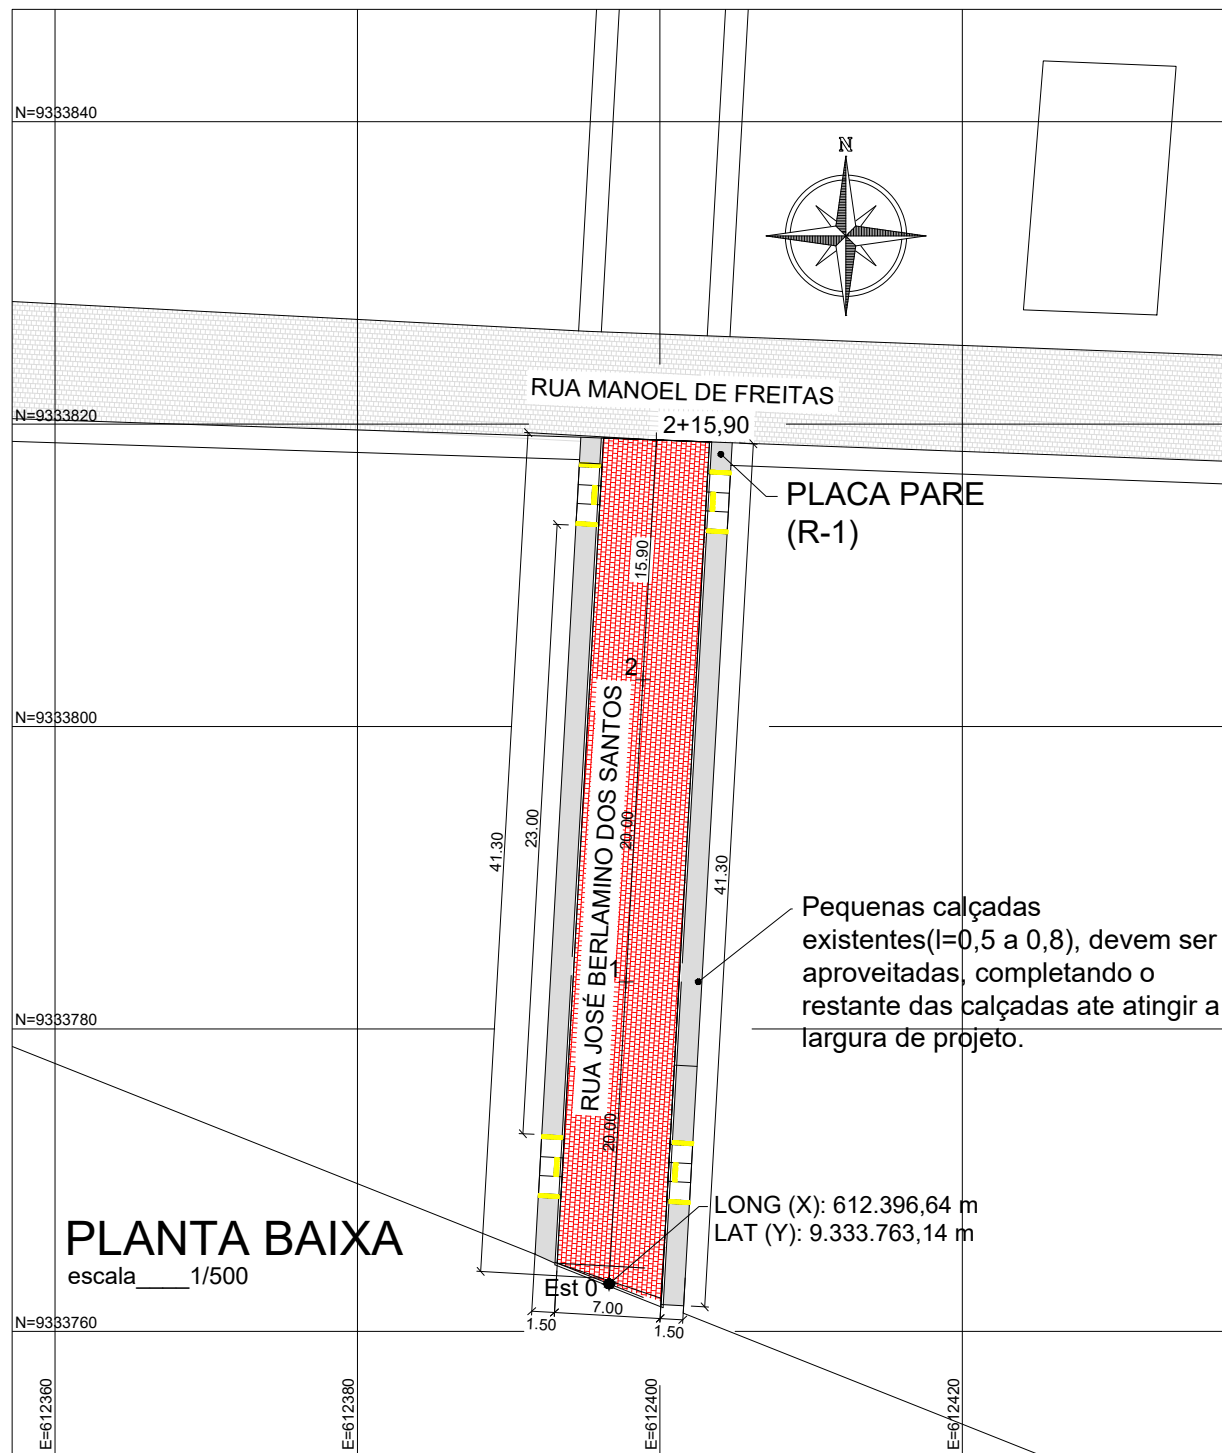 N=9333840
N
RUA MANOEL DE FREITAS
N=9333820
2+15,90
PLACA PARE
(R-1)
15.90
2
N=9333800
RUA JOSÉ BERLAMINO DOS SANTOS
20.00
23.00
41.30
41.30
Pequenas calçadas
existentes(l=0,5 a 0,8), devem ser
aproveitadas, completando o
restante das calçadas ate atingir a
largura de projeto.
1
N=9333780
20.00
LONG (X): 612.396,64 m
LAT (Y): 9.333.763,14 m
PLANTA BAIXA
escala____1/500
Est 0
7.00
1.50
1.50
N=9333760
E=612360
E=612380
E=612400
E=612420